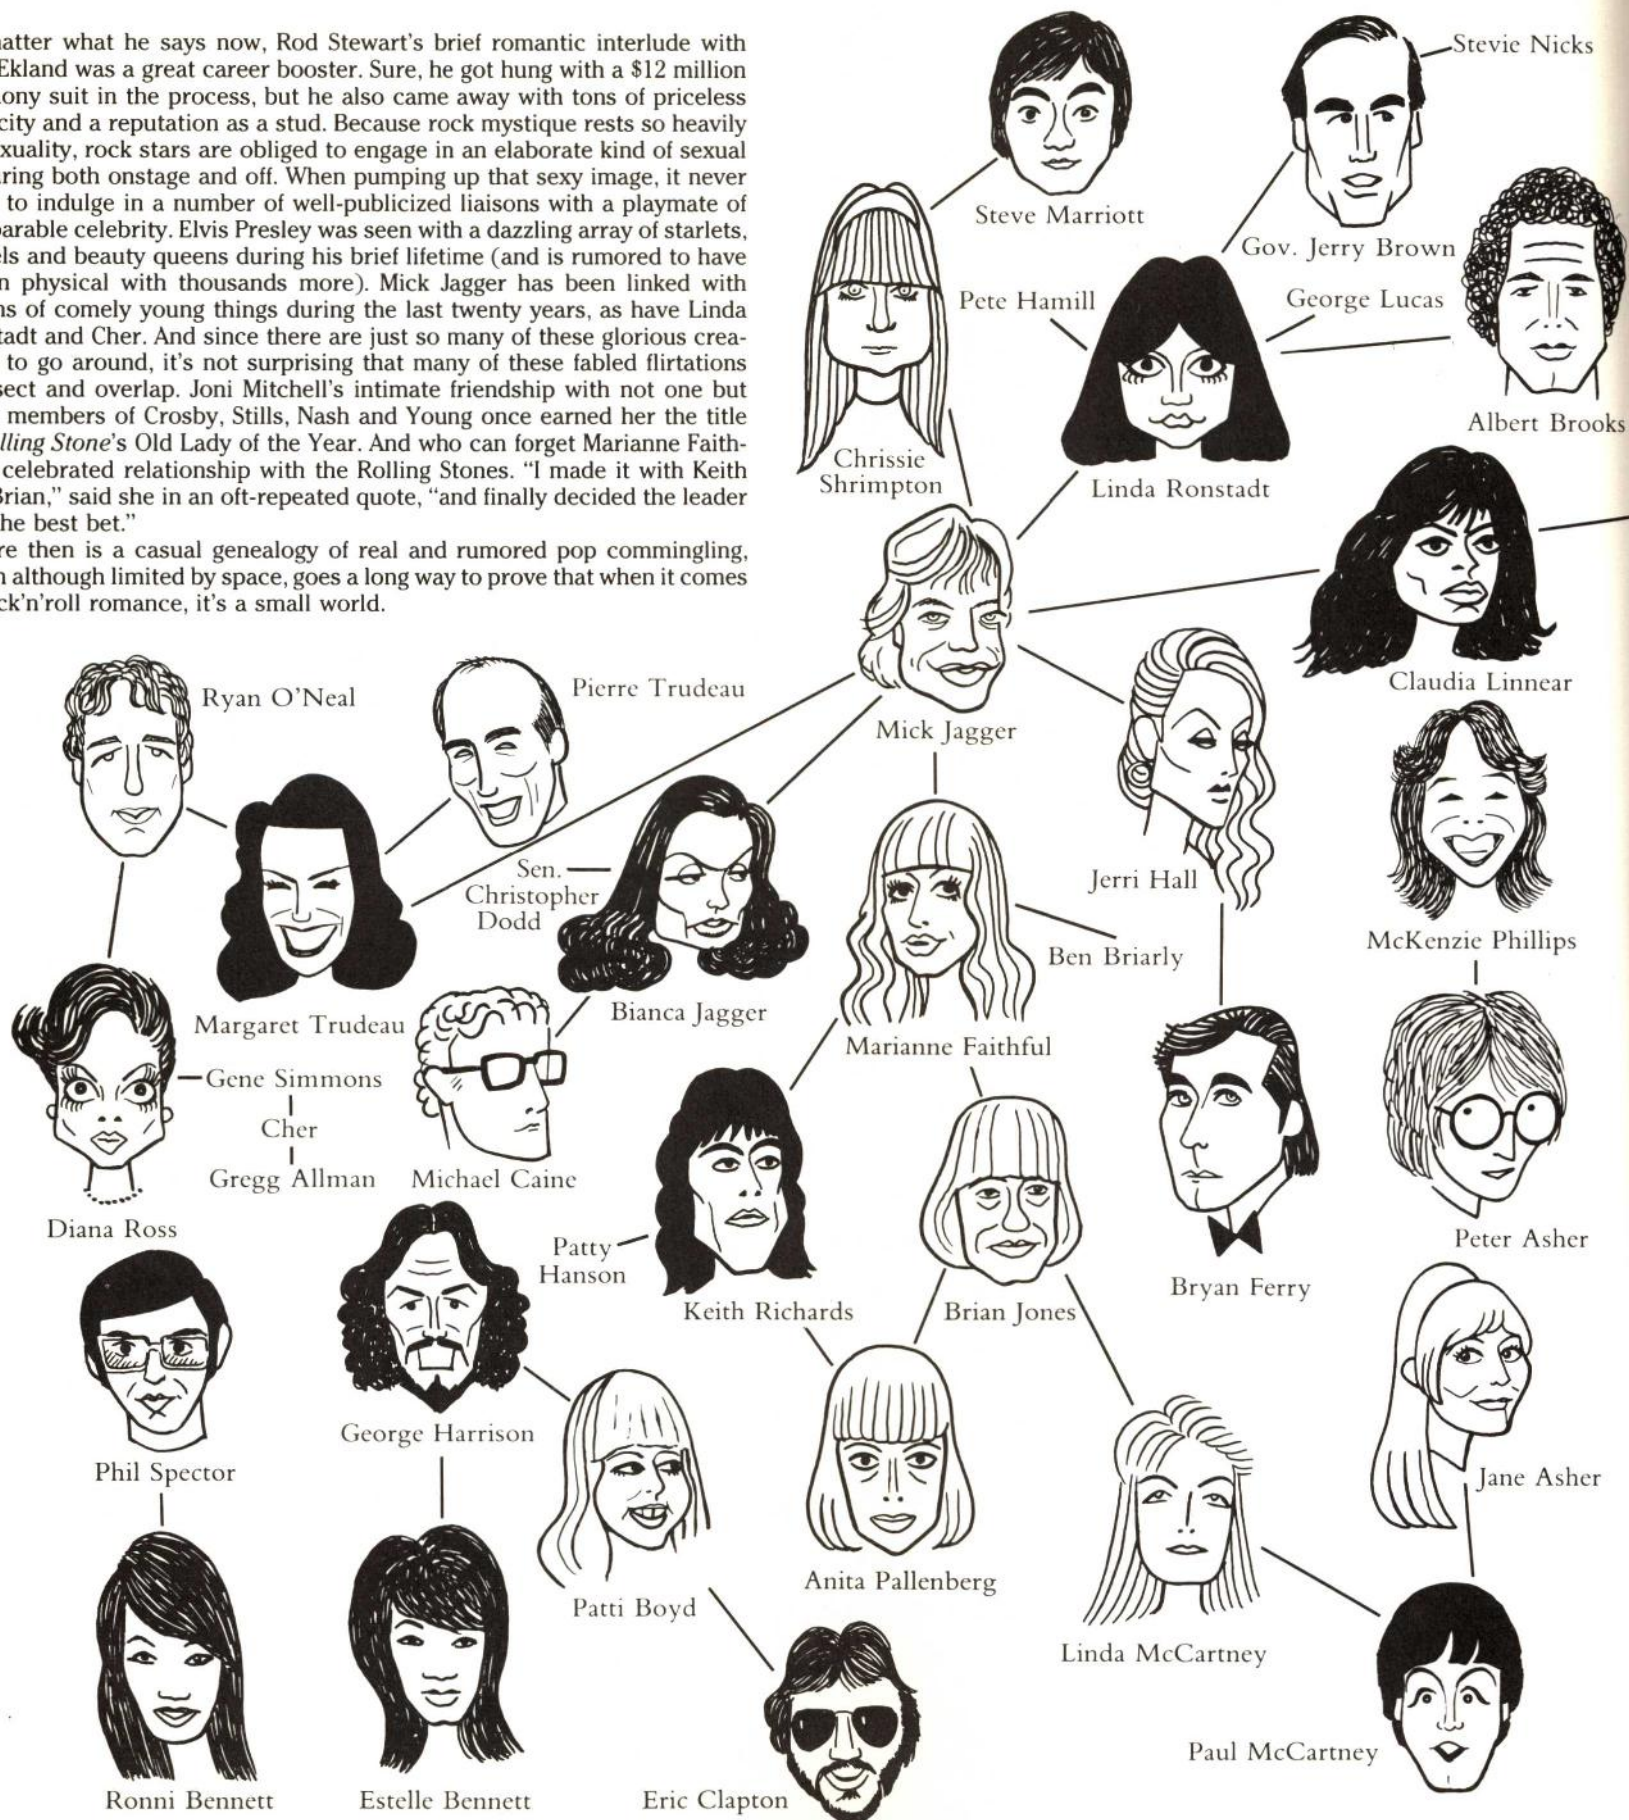 atter what he says now, Rod Stewart's brief romantic interlude with
Ekland was a great career booster. Sure, he got hung with a $12 million
ony suit in the process, but he also came away with tons of priceless
city and a reputation as a stud. Because rock mystique rests so heavily
xuality, rock stars are obliged to engage in an elaborate kind of sexual
ring both onstage and off. When pumping up that sexy image, it never
to indulge in a number of well-publicized liaisons with a playmate of
parable celebrity. Elvis Presley was seen with a dazzling array of starlets,
ls and beauty queens during his brief lifetime (and is rumored to have
n physical with thousands more). Mick Jagger has been linked with
ns of comely young things during the last twenty years, as have Linda
tadt and Cher. And since there are just so many of these glorious crea-
to go around, it's not surprising that many of these fabled flirtations
sect and overlap. Joni Mitchell's intimate friendship with not one but
members of Crosby, Stills, Nash and Young once earned her the title
lling Stone's Old Lady of the Year. And who can forget Marianne Faith-
celebrated relationship with the Rolling Stones. "I made it with Keith
Brian," said she in an oft-repeated quote, "and finally decided the leader
he best bet."
re then is a casual genealogy of real and rumored pop commingling,
n although limited by space, goes a long way to prove that when it comes
ck'n'roll romance, it's a small world.
Stevie Nicks
Steve Marriott
Gov. Jerry Brown
Pete Hamill
George Lucas
Albert Brooks
Chrissie
Shrimpton
Linda Ronstadt
Claudia Linnear
Mick Jagger
Ryan O'Neal
Pierre Trudeau
Sen.
Christopher
Dodd
Jerri Hall
McKenzie Phillips
Ben Briarly
Margaret Trudeau
Bianca Jagger
Marianne Faithful
Gene Simmons
Cher
Gregg Allman
Michael Caine
Diana Ross
Patty
Hanson
Peter Asher
Keith Richards
Brian Jones
Bryan Ferry
George Harrison
Phil Spector
Jane Asher
Anita Pallenberg
Patti Boyd
Linda McCartney
Paul McCartney
Ronni Bennett
Estelle Bennett
Eric Clapton